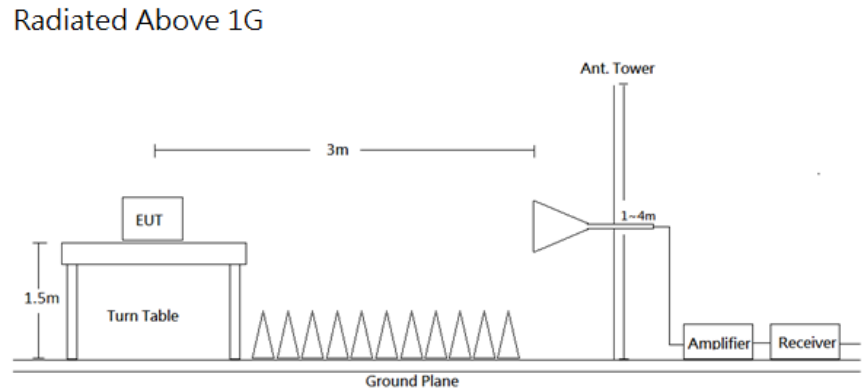 Radiated Above 1G
Ant. Tower
3m
EUT
1~4m
1.5m
Turn Table
Amplifier
Receiver
Ground Plane